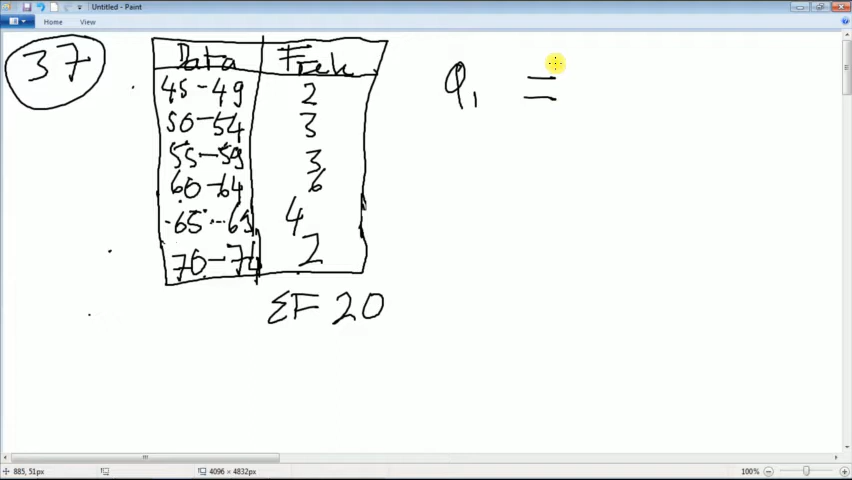 Untitled - Paint
Home View
37
Data Frek
45-49 2
50-54 3
55-59 3
60-64 6
65-69 4
70-74 2
ΣF 20
Q1 =
885, 51px
4096 × 4832px
100%